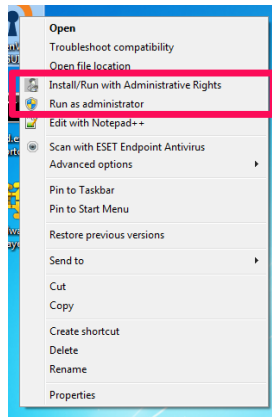 Open
Troubleshoot compatibility
Open file location
Install/Run with Administrative Rights
Run as administrator
Edit with Notepad++
Scan with ESET Endpoint Antivirus
Advanced options
Pin to Taskbar
Pin to Start Menu
Restore previous versions
Send to
Cut
Copy
Create shortcut
Delete
Rename
Properties